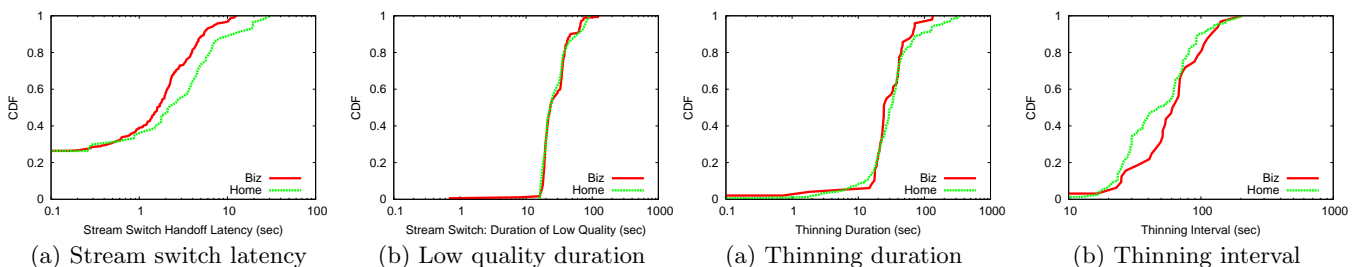 CDF
1
0.8
0.6
0.4
0.2
0
0.1 1 10 100
Biz
Home
Stream Switch Handoff Latency (sec)
(a) Stream switch latency
CDF
1
0.8
0.6
0.4
0.2
0
0.1 1 10 100 1000
Biz
Home
Stream Switch: Duration of Low Quality (sec)
(b) Low quality duration
CDF
1
0.8
0.6
0.4
0.2
0
0.1 1 10 100 1000
Biz
Home
Thinning Duration (sec)
(a) Thinning duration
CDF
1
0.8
0.6
0.4
0.2
0
10 100 1000
Biz
Home
Thinning Interval (sec)
(b) Thinning interval